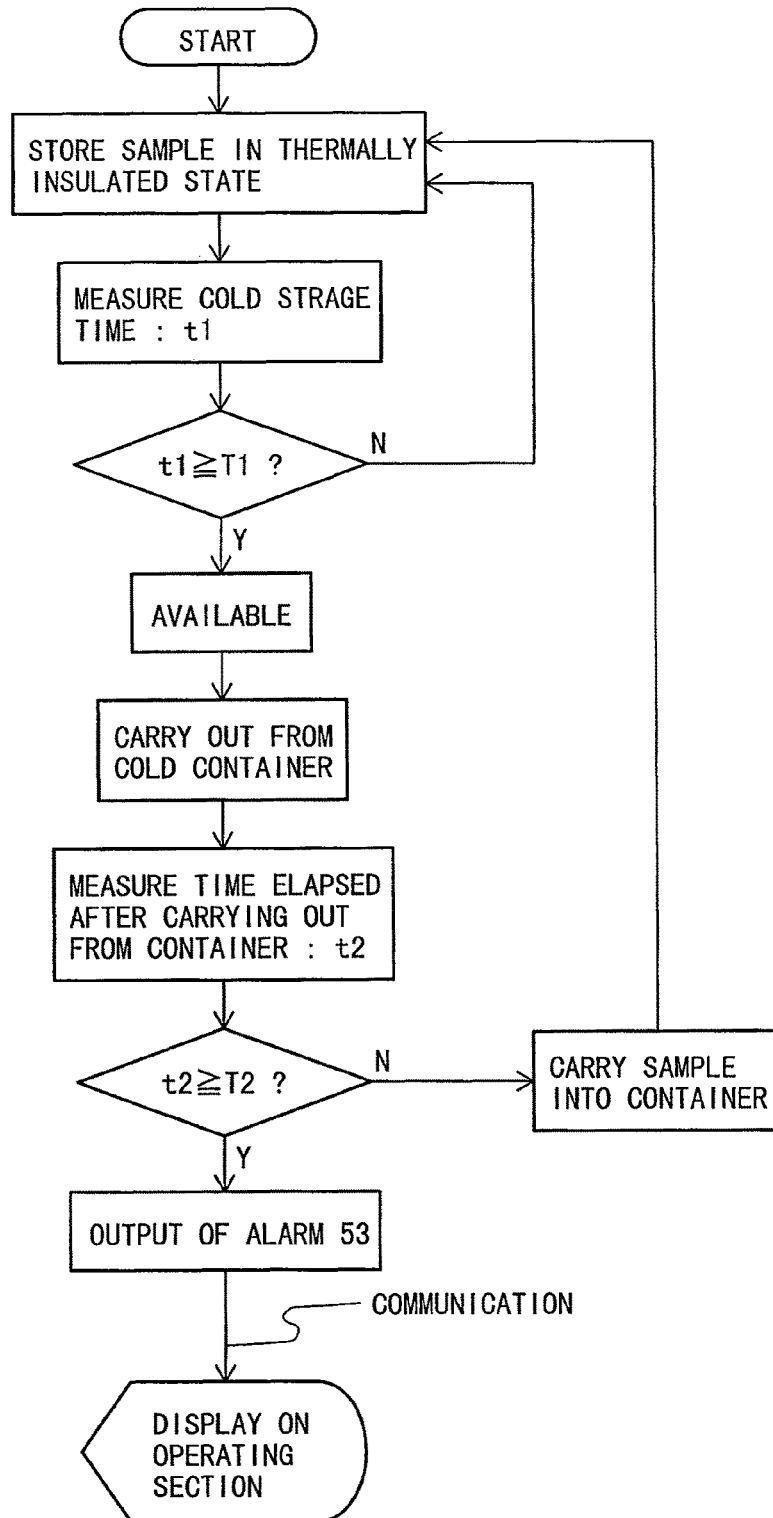 START
STORE SAMPLE IN THERMALLY
INSULATED STATE
MEASURE COLD STRAGE
TIME : t1
t1≧T1 ?
N
Y
AVAILABLE
CARRY OUT FROM
COLD CONTAINER
MEASURE TIME ELAPSED
AFTER CARRYING OUT
FROM CONTAINER : t2
t2≧T2 ?
N
CARRY SAMPLE
INTO CONTAINER
Y
OUTPUT OF ALARM 53
COMMUNICATION
DISPLAY ON
OPERATING
SECTION